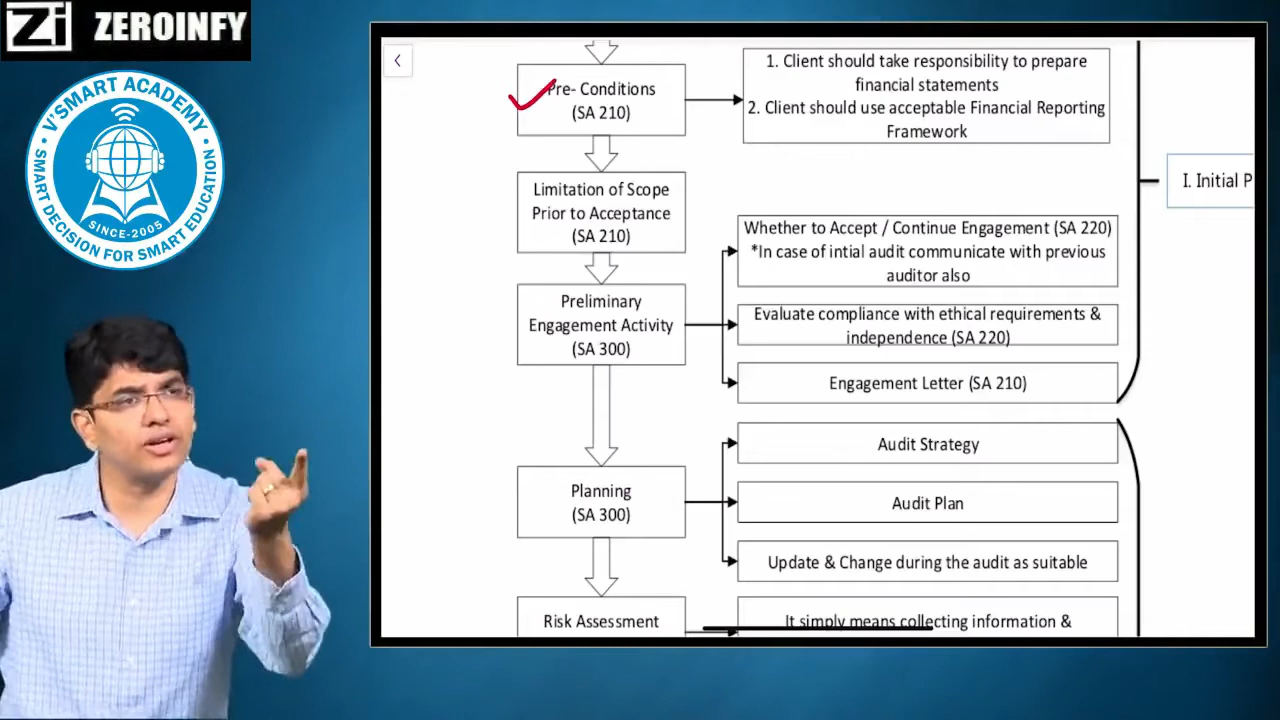 Zi ZEROINFY
V'SMART ACADEMY
SINCE-2005
SMART DECISION FOR SMART EDUCATION
Pre- Conditions
(SA 210)
1. Client should take responsibility to prepare
financial statements
2. Client should use acceptable Financial Reporting
Framework
I. Initial P
Limitation of Scope
Prior to Acceptance
(SA 210)
Whether to Accept / Continue Engagement (SA 220)
*In case of intial audit communicate with previous
auditor also
Preliminary
Engagement Activity
(SA 300)
Evaluate compliance with ethical requirements &
independence (SA 220)
Engagement Letter (SA 210)
Planning
(SA 300)
Audit Strategy
Audit Plan
Update & Change during the audit as suitable
Risk Assessment
It simply means collecting information &